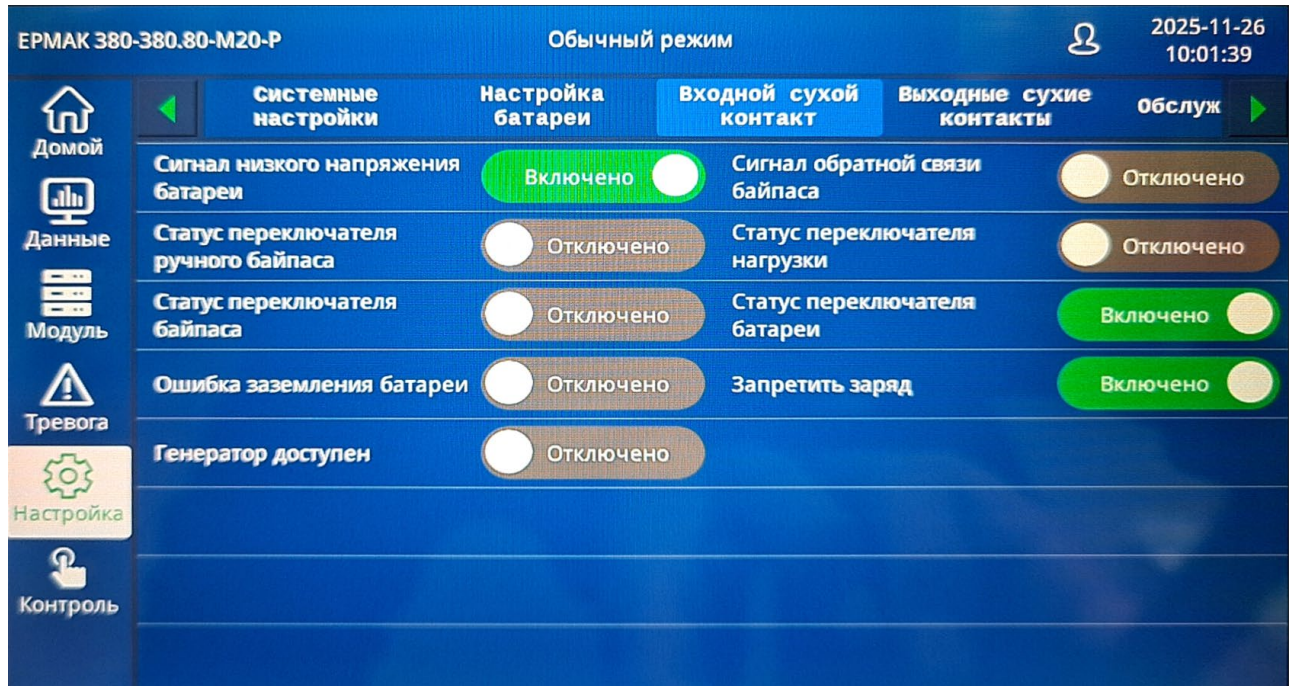 ЕРМАК 380-380.80-М20-Р
Обычный режим
2025-11-26
10:01:39
Домой
Данные
Модуль
Тревога
Настройка
Контроль
Системные
настройки
Настройка
батареи
Входной сухой
контакт
Выходные сухие
контакты
Обслуж
Сигнал низкого напряжения
батареи
Включено
Сигнал обратной связи
байпаса
Отключено
Статус переключателя
ручного байпаса
Отключено
Статус переключателя
нагрузки
Отключено
Статус переключателя
байпаса
Отключено
Статус переключателя
батареи
Включено
Ошибка заземления батареи
Отключено
Запретить заряд
Включено
Генератор доступен
Отключено